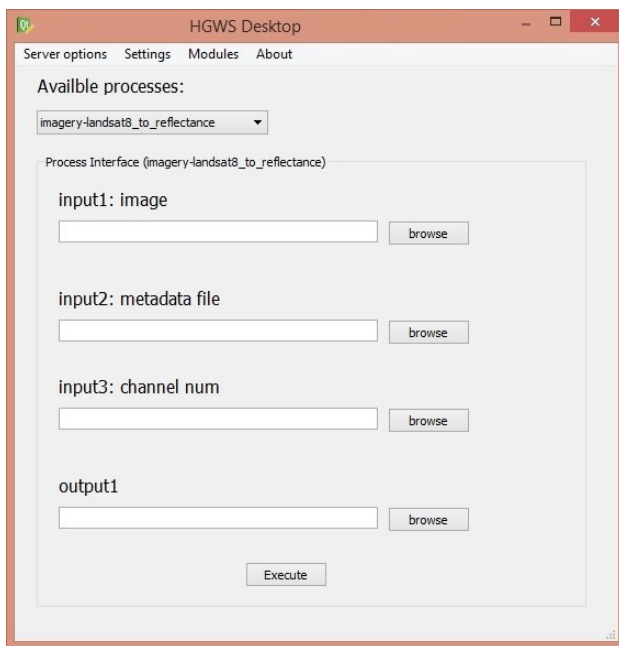 HGWS Desktop
Server options Settings Modules About
Availble processes:
imagery-landsat8_to_reflectance
Process Interface (imagery-landsat8_to_reflectance)
input1: image
browse
input2: metadata file
browse
input3: channel num
browse
output1
browse
Execute